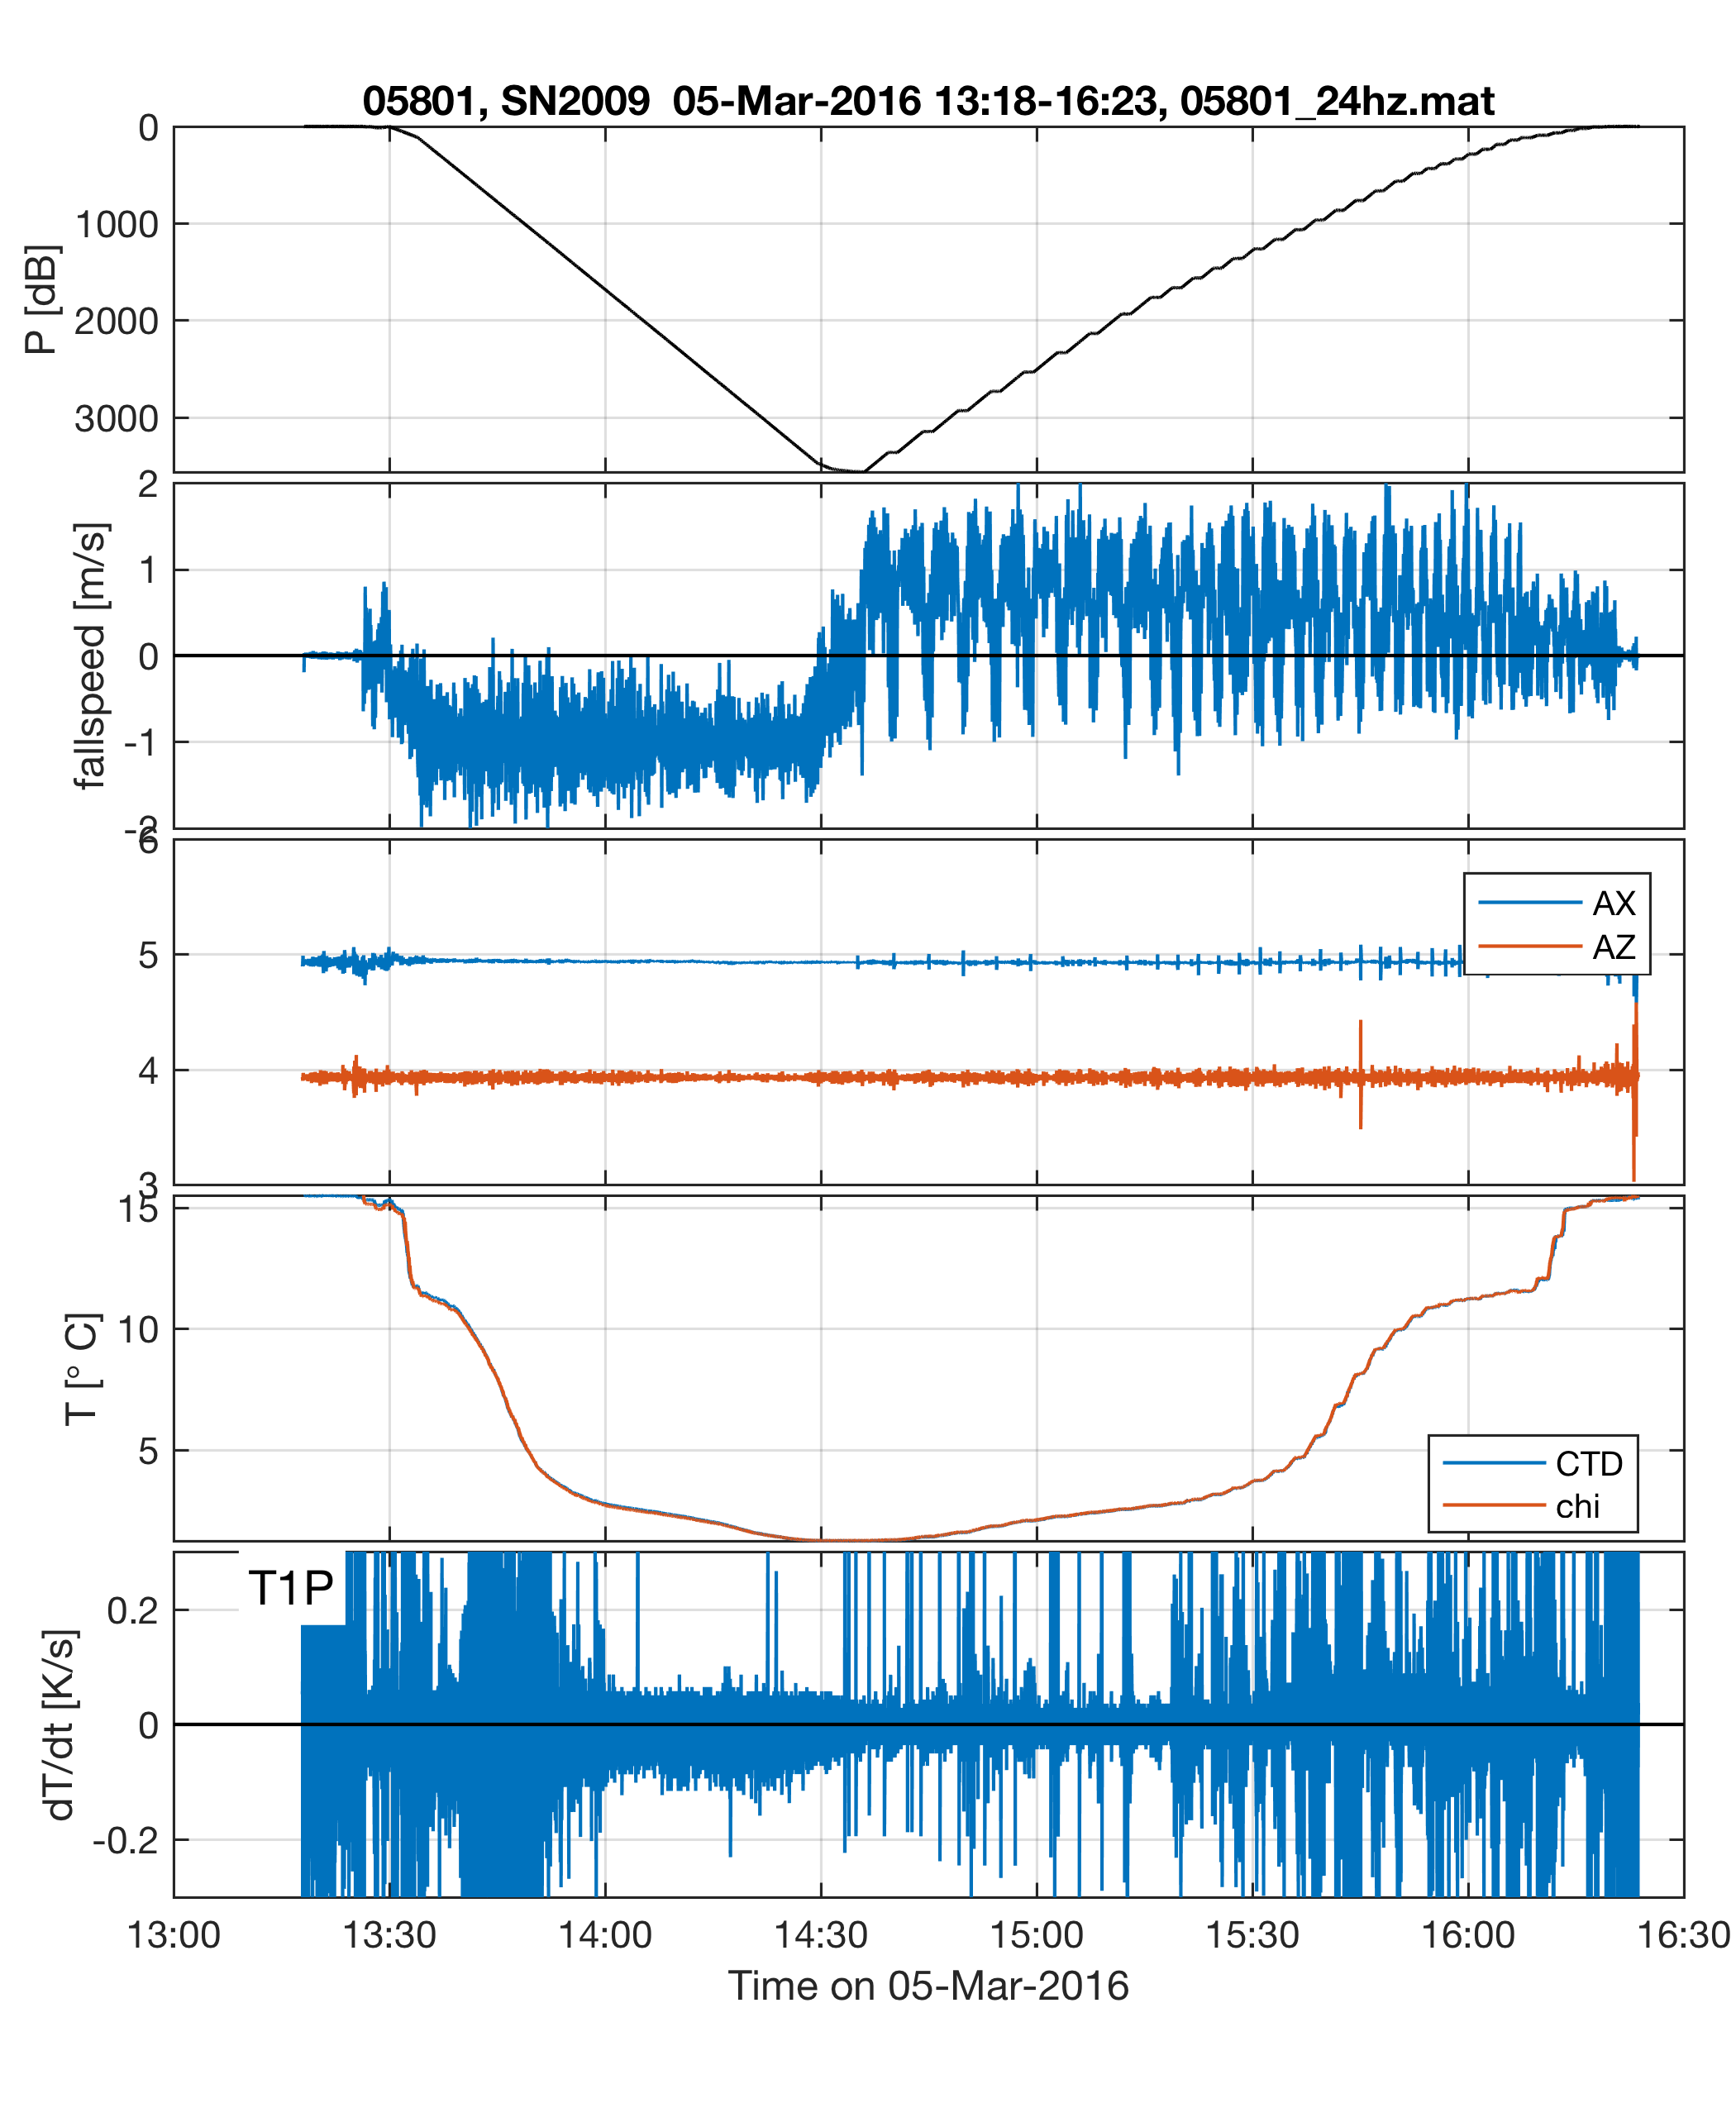 05801, SN2009  05-Mar-2016 13:18-16:23, 05801_24hz.mat
0
1000
2000
3000
P [dB]
2
1
0
-1
-2
fallspeed [m/s]
6
5
4
3
AX
AZ
15
10
5
T [° C]
CTD
chi
T1P
0.2
0
-0.2
dT/dt [K/s]
13:00
13:30
14:00
14:30
15:00
15:30
16:00
16:30
Time on 05-Mar-2016